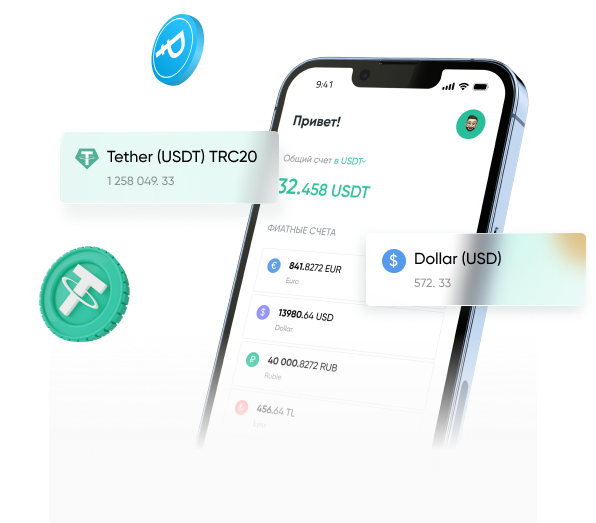 9:41
Привет!
Tether (USDT) TRC20
1 258 049. 33
Общий счет в USDT
32.458 USDT
ФИАТНЫЕ СЧЕТА
Dollar (USD)
572. 33
€ 841.8272 EUR
Euro
$ 13980.64 USD
Dollar
₽ 40 000.8272 RUB
Ruble
456.64 TL